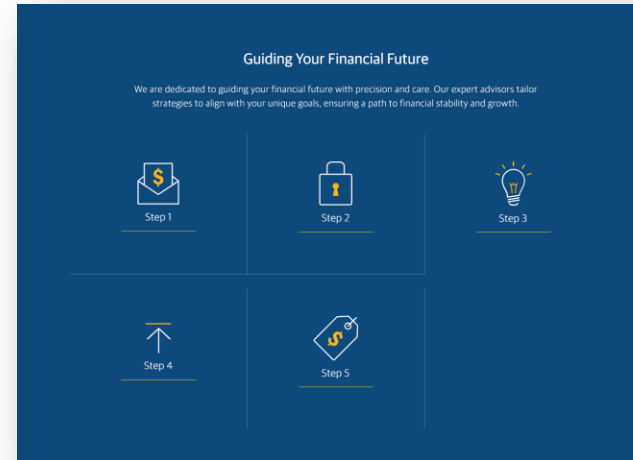 Guiding Your Financial Future
We are dedicated to guiding your financial future with precision and care. Our expert advisors tailor
strategies to align with your unique goals, ensuring a path to financial stability and growth.
$
Step 1
Step 2
Step 3
Step 4
$
Step 5